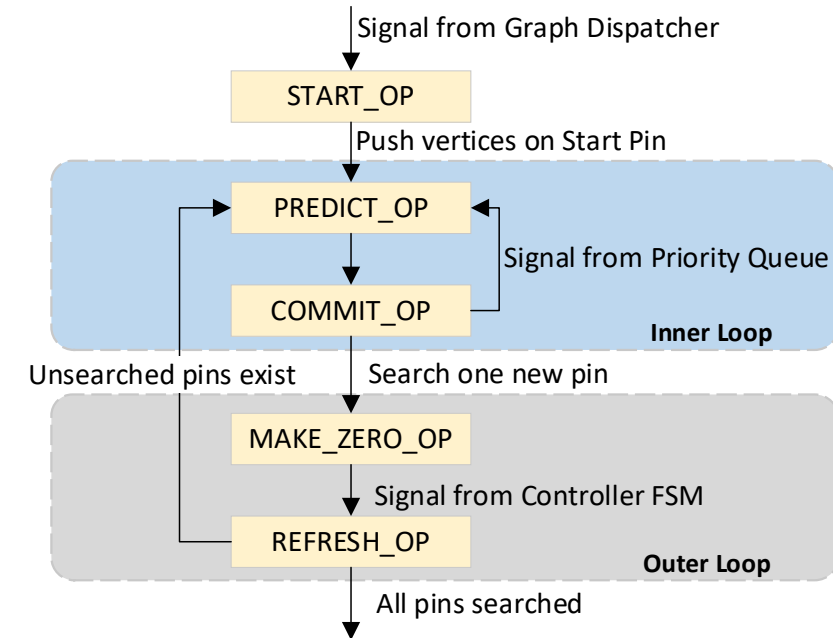 Signal from Graph Dispatcher
START_OP
Push vertices on Start Pin
PREDICT_OP
Signal from Priority Queue
COMMIT_OP
Inner Loop
Unsearched pins exist
Search one new pin
MAKE_ZERO_OP
Signal from Controller FSM
REFRESH_OP
Outer Loop
All pins searched